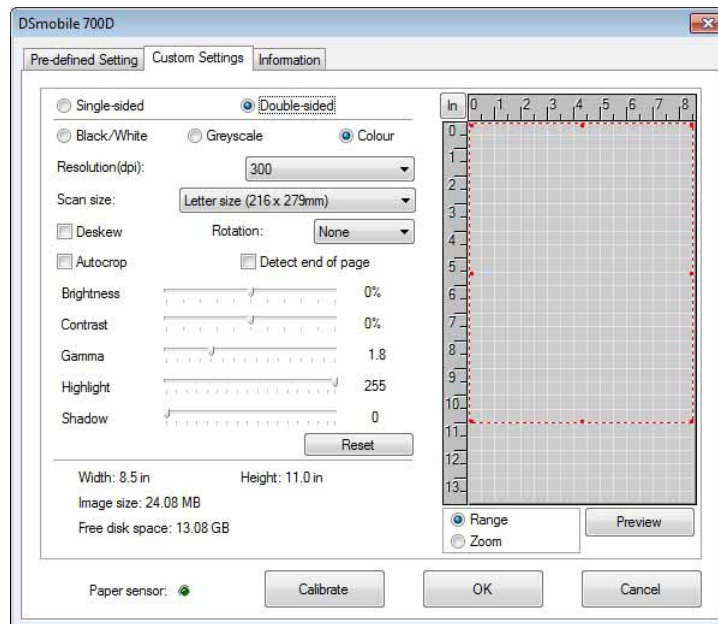 DSmobile 700D
Pre-defined Setting Custom Settings Information
Single-sided Double-sided
Black/White Greyscale Colour
Resolution(dpi): 300
Scan size: Letter size (216 x 279mm)
Deskew Rotation: None
Autocrop Detect end of page
Brightness 0%
Contrast 0%
Gamma 1.8
Highlight 255
Shadow 0
Reset
Width: 8.5 in Height: 11.0 in
Image size: 24.08 MB
Free disk space: 13.08 GB
In 0 1 2 3 4 5 6 7 8
0
1
2
3
4
5
6
7
8
9
10
11
12
13
Range Preview
Zoom
Paper sensor: Calibrate OK Cancel